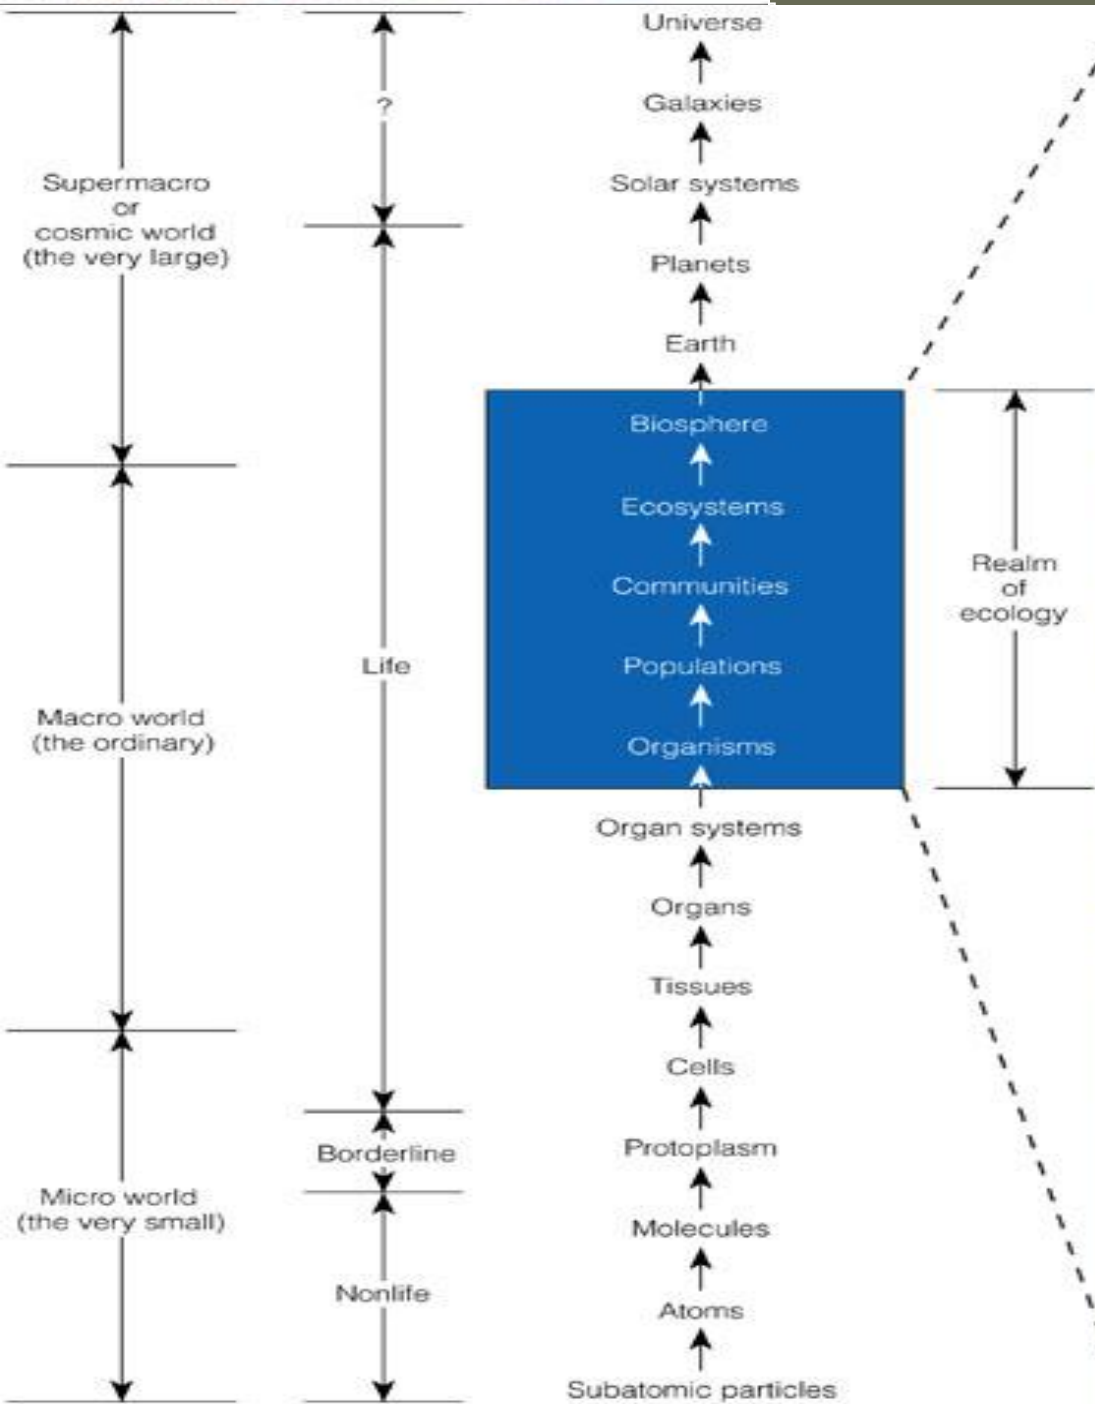 Supermacro
or
cosmic world
(the very large)
Macro world
(the ordinary)
Micro world
(the very small)
?
Life
Borderline
Nonlife
Universe
Galaxies
Solar systems
Planets
Earth
Biosphere
Ecosystems
Communities
Populations
Organisms
Organ systems
Organs
Tissues
Cells
Protoplasm
Molecules
Atoms
Subatomic particles
Realm
of
ecology